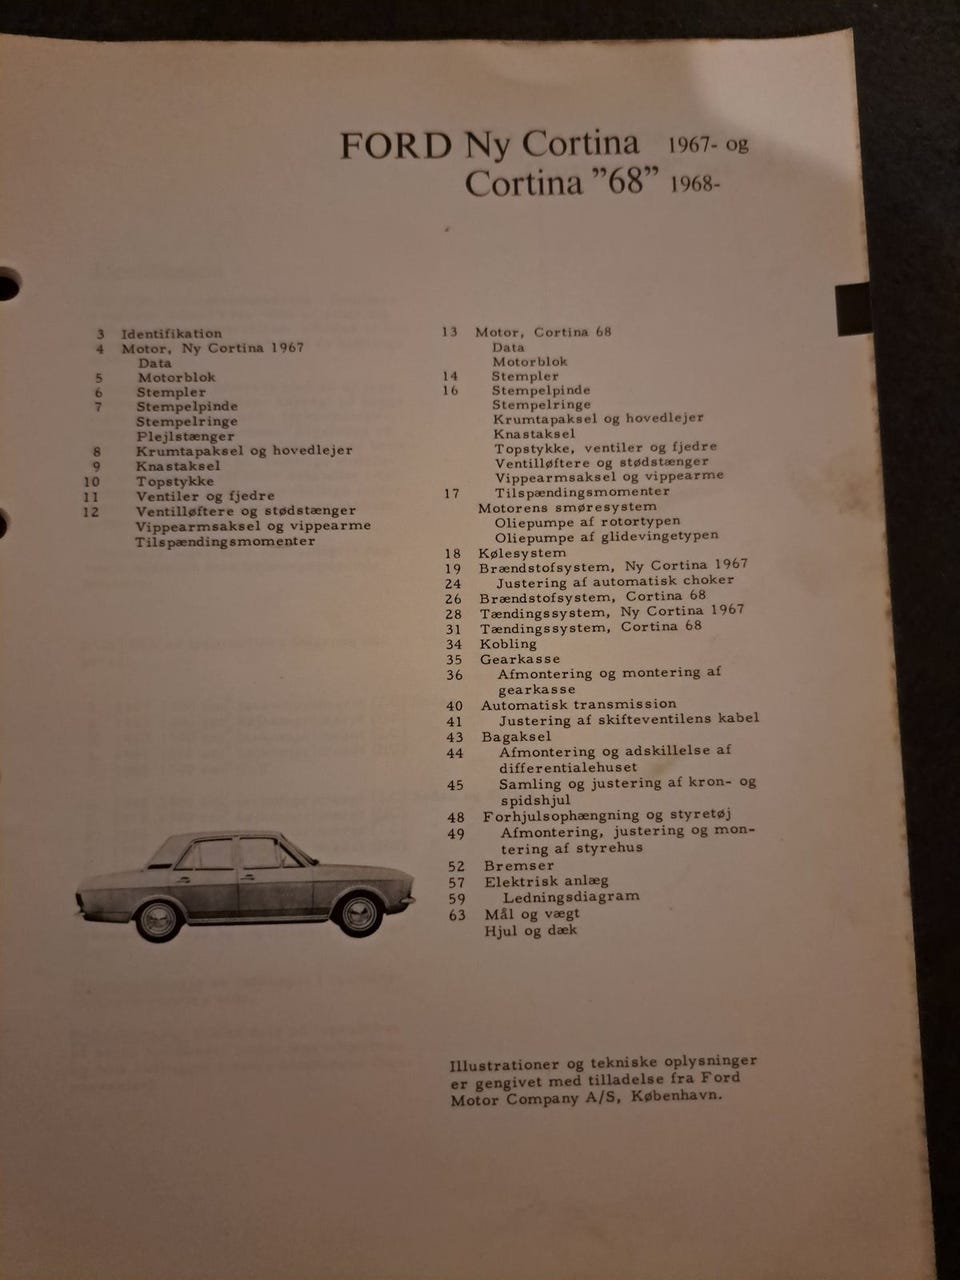 FORD Ny Cortina 1967- og
Cortina ”68” 1968-
3 Identifikation
4 Motor, Ny Cortina 1967
Data
5 Motorblok
6 Stempler
7 Stempelpinde
Stempelringe
Plejlstænger
8 Krumtapaksel og hovedlejer
9 Knastaksel
10 Topstykke
11 Ventiler og fjedre
12 Ventilløftere og stødstænger
Vippearmsaksel og vippearme
Tilspændingsmomenter
13 Motor, Cortina 68
Data
Motorblok
14 Stempler
16 Stempelpinde
Stempelringe
Krumtapaksel og hovedlejer
Knastaksel
Topstykke, ventiler og fjedre
Ventilløftere og stødstænger
Vippearmsaksel og vippearme
17 Tilspændingsmomenter
Motorens smøresystem
Oliepumpe af rotortypen
Oliepumpe af glidevingetypen
18 Kølesystem
19 Brændstofsystem, Ny Cortina 1967
24 Justering af automatisk choker
26 Brændstofsystem, Cortina 68
28 Tændingssystem, Ny Cortina 1967
31 Tændingssystem, Cortina 68
34 Kobling
35 Gearkasse
36 Afmontering og montering af
gearkasse
40 Automatisk transmission
41 Justering af skifteventilens kabel
43 Bagaksel
44 Afmontering og adskillelse af
differentialehuset
45 Samling og justering af kron- og
spidshjul
48 Forhjulsophængning og styretøj
49 Afmontering, justering og mon-
tering af styrehus
52 Bremser
57 Elektrisk anlæg
59 Ledningsdiagram
63 Mål og vægt
Hjul og dæk
Illustrationer og tekniske oplysninger
er gengivet med tilladelse fra Ford
Motor Company A/S, København.